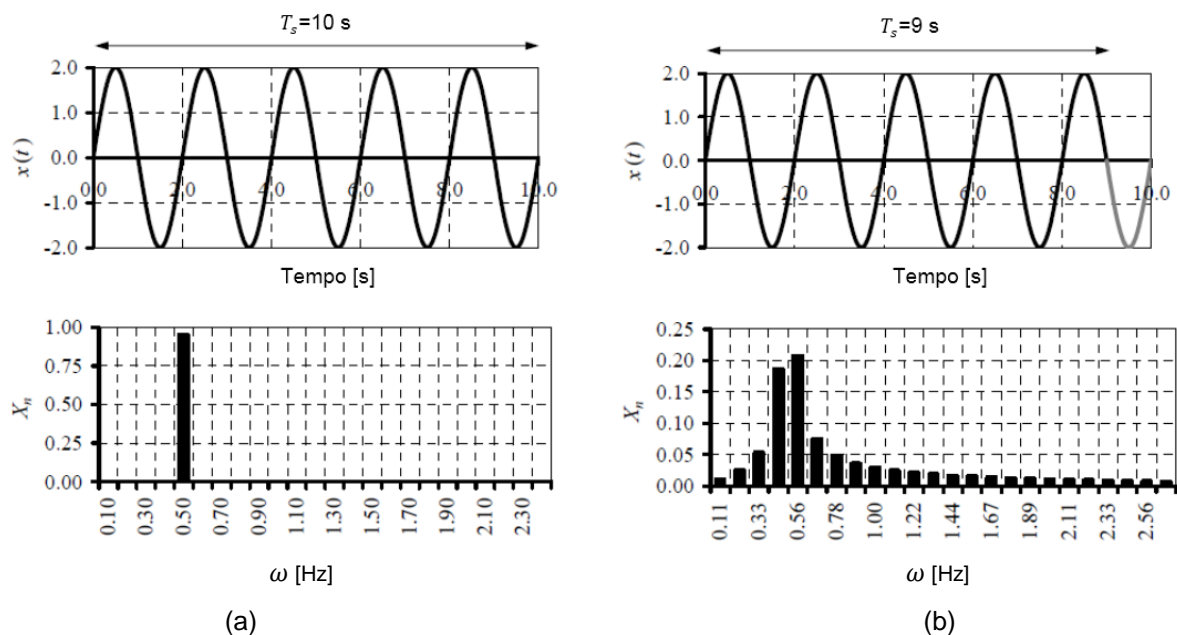 T_s=10 s
2.0
1.0
0.0
-1.0
-2.0
x(t)
0.0 2.0 4.0 6.0 8.0 10.0
Tempo [s]
1.00
0.75
0.50
0.25
0.00
X_n
0.10 0.30 0.50 0.70 0.90 1.10 1.30 1.50 1.70 1.90 2.10 2.30
ω [Hz]
(a)
T_s=9 s
2.0
1.0
0.0
-1.0
-2.0
x(t)
0.0 2.0 4.0 6.0 8.0 10.0
Tempo [s]
0.25
0.20
0.15
0.10
0.05
0.00
X_n
0.11 0.33 0.56 0.78 1.00 1.22 1.44 1.67 1.89 2.11 2.33 2.56
ω [Hz]
(b)